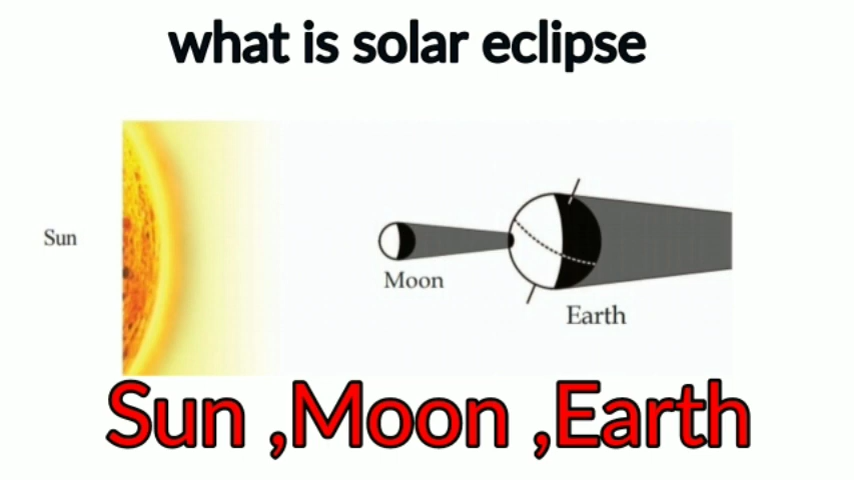 what is solar eclipse
Sun
Moon
Earth
Sun ,Moon ,Earth